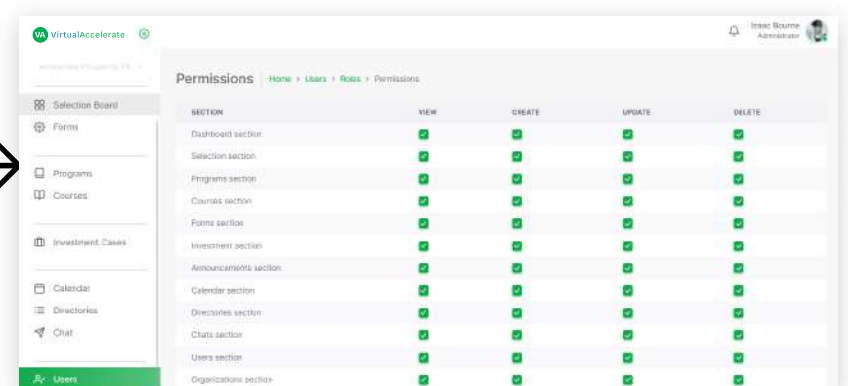 VA VirtualAccelerate
Isaac Bourne
Administrator
Permissions Home > Users > Roles > Permissions
Selection Board
Forms
Programs
Courses
Investment Cases
Calendar
Directories
Chat
Users
SECTION VIEW CREATE UPDATE DELETE
Dashboard section
Selection section
Programs section
Courses section
Forms section
Investment section
Announcements section
Calendar section
Directories section
Chats section
Users section
Organizations section